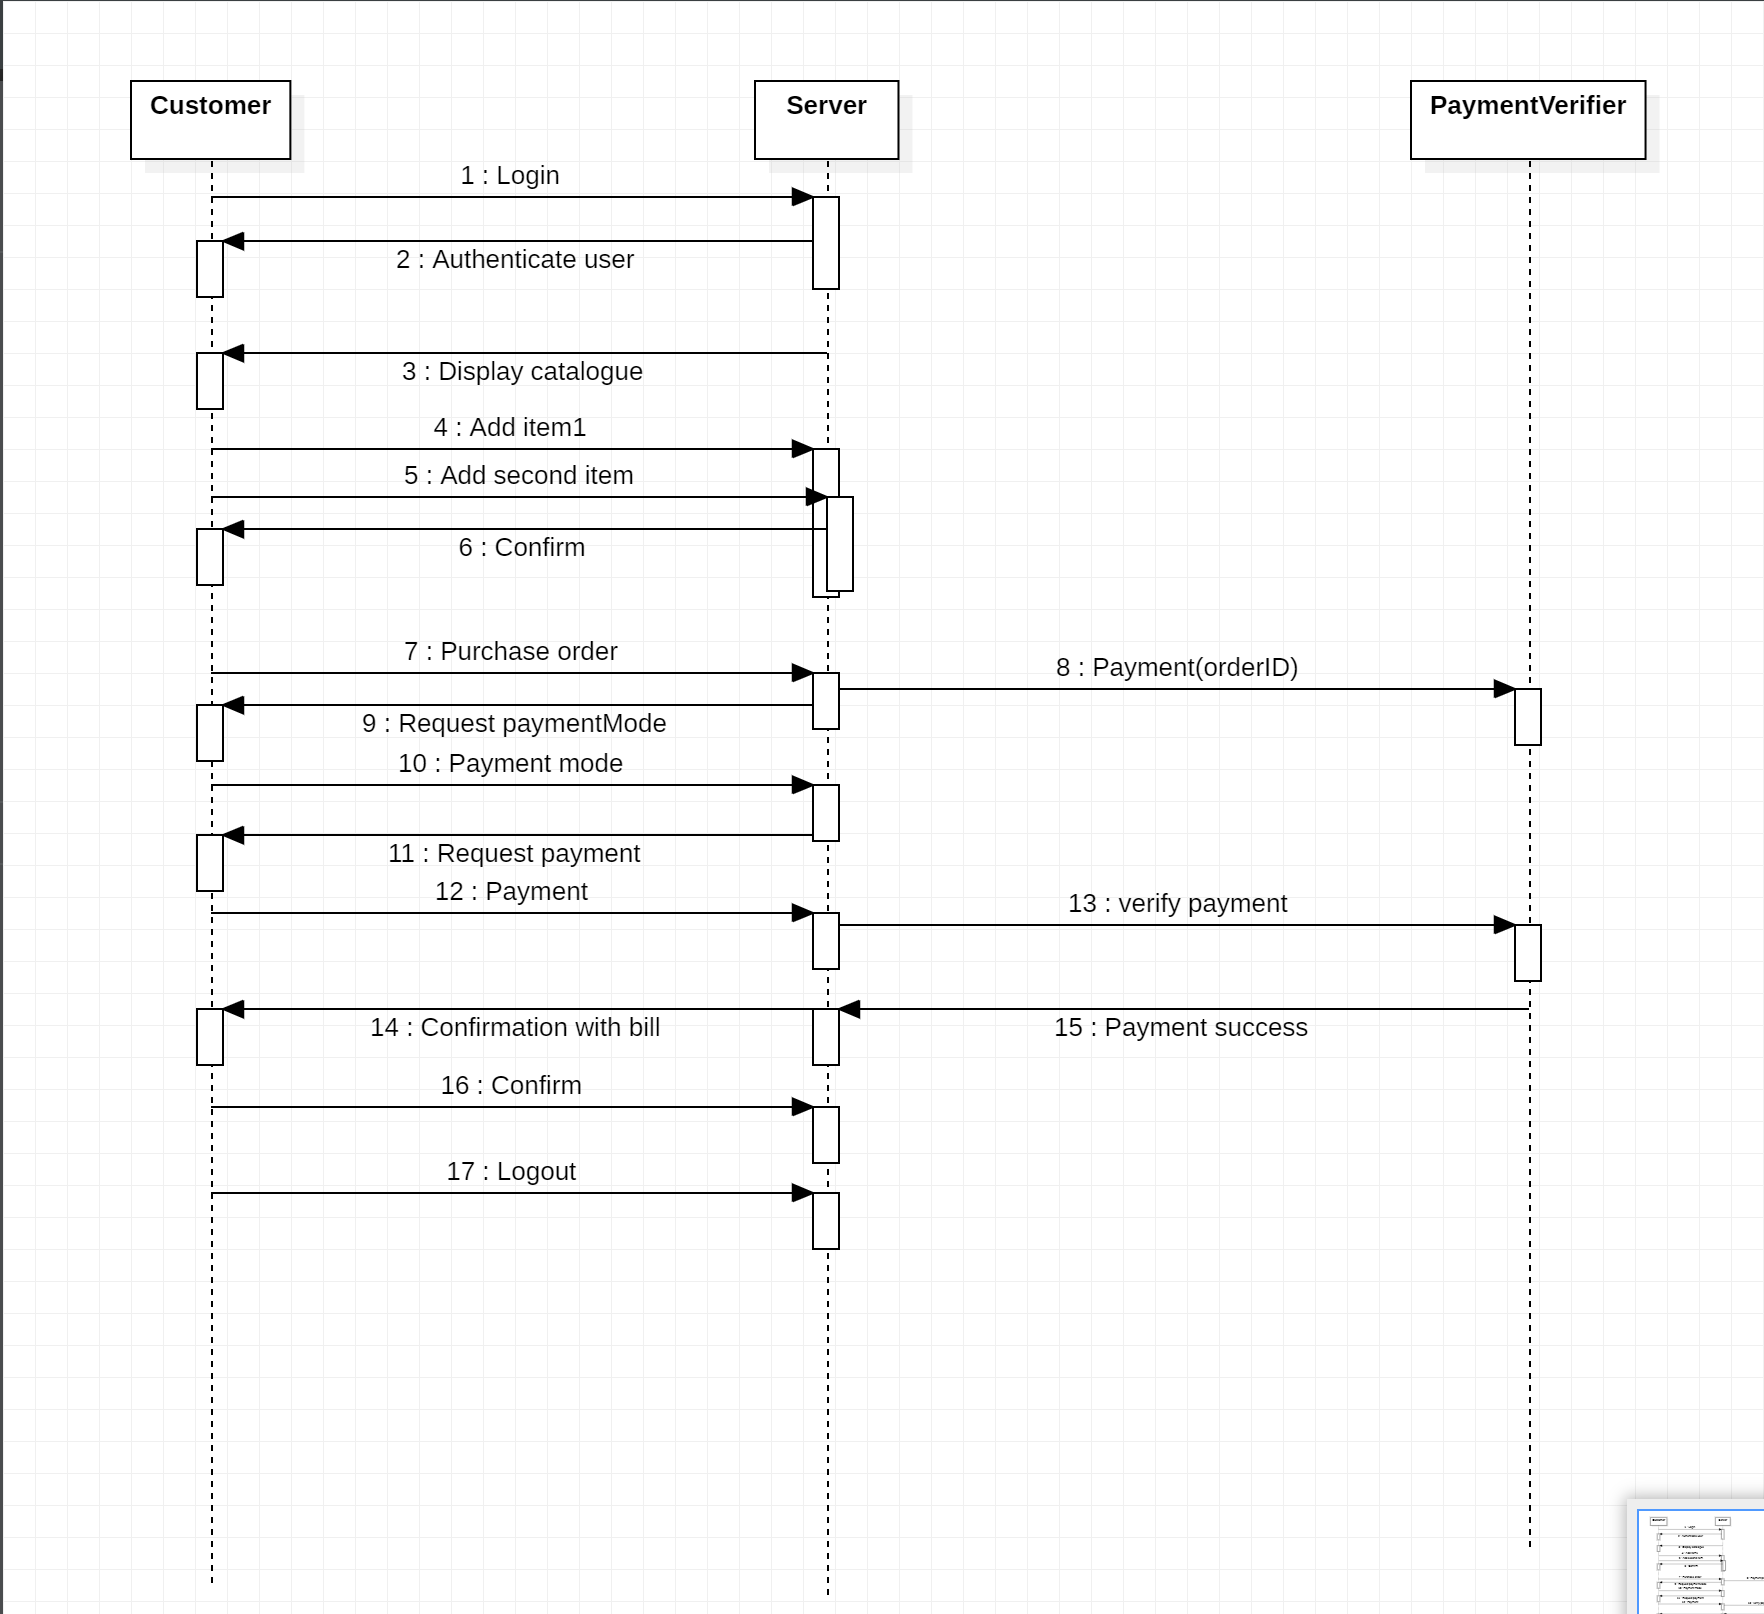 Customer
Server
PaymentVerifier
1 : Login
2 : Authenticate user
3 : Display catalogue
4 : Add item1
5 : Add second item
6 : Confirm
7 : Purchase order
8 : Payment(orderID)
9 : Request paymentMode
10 : Payment mode
11 : Request payment
12 : Payment
13 : verify payment
14 : Confirmation with bill
15 : Payment success
16 : Confirm
17 : Logout